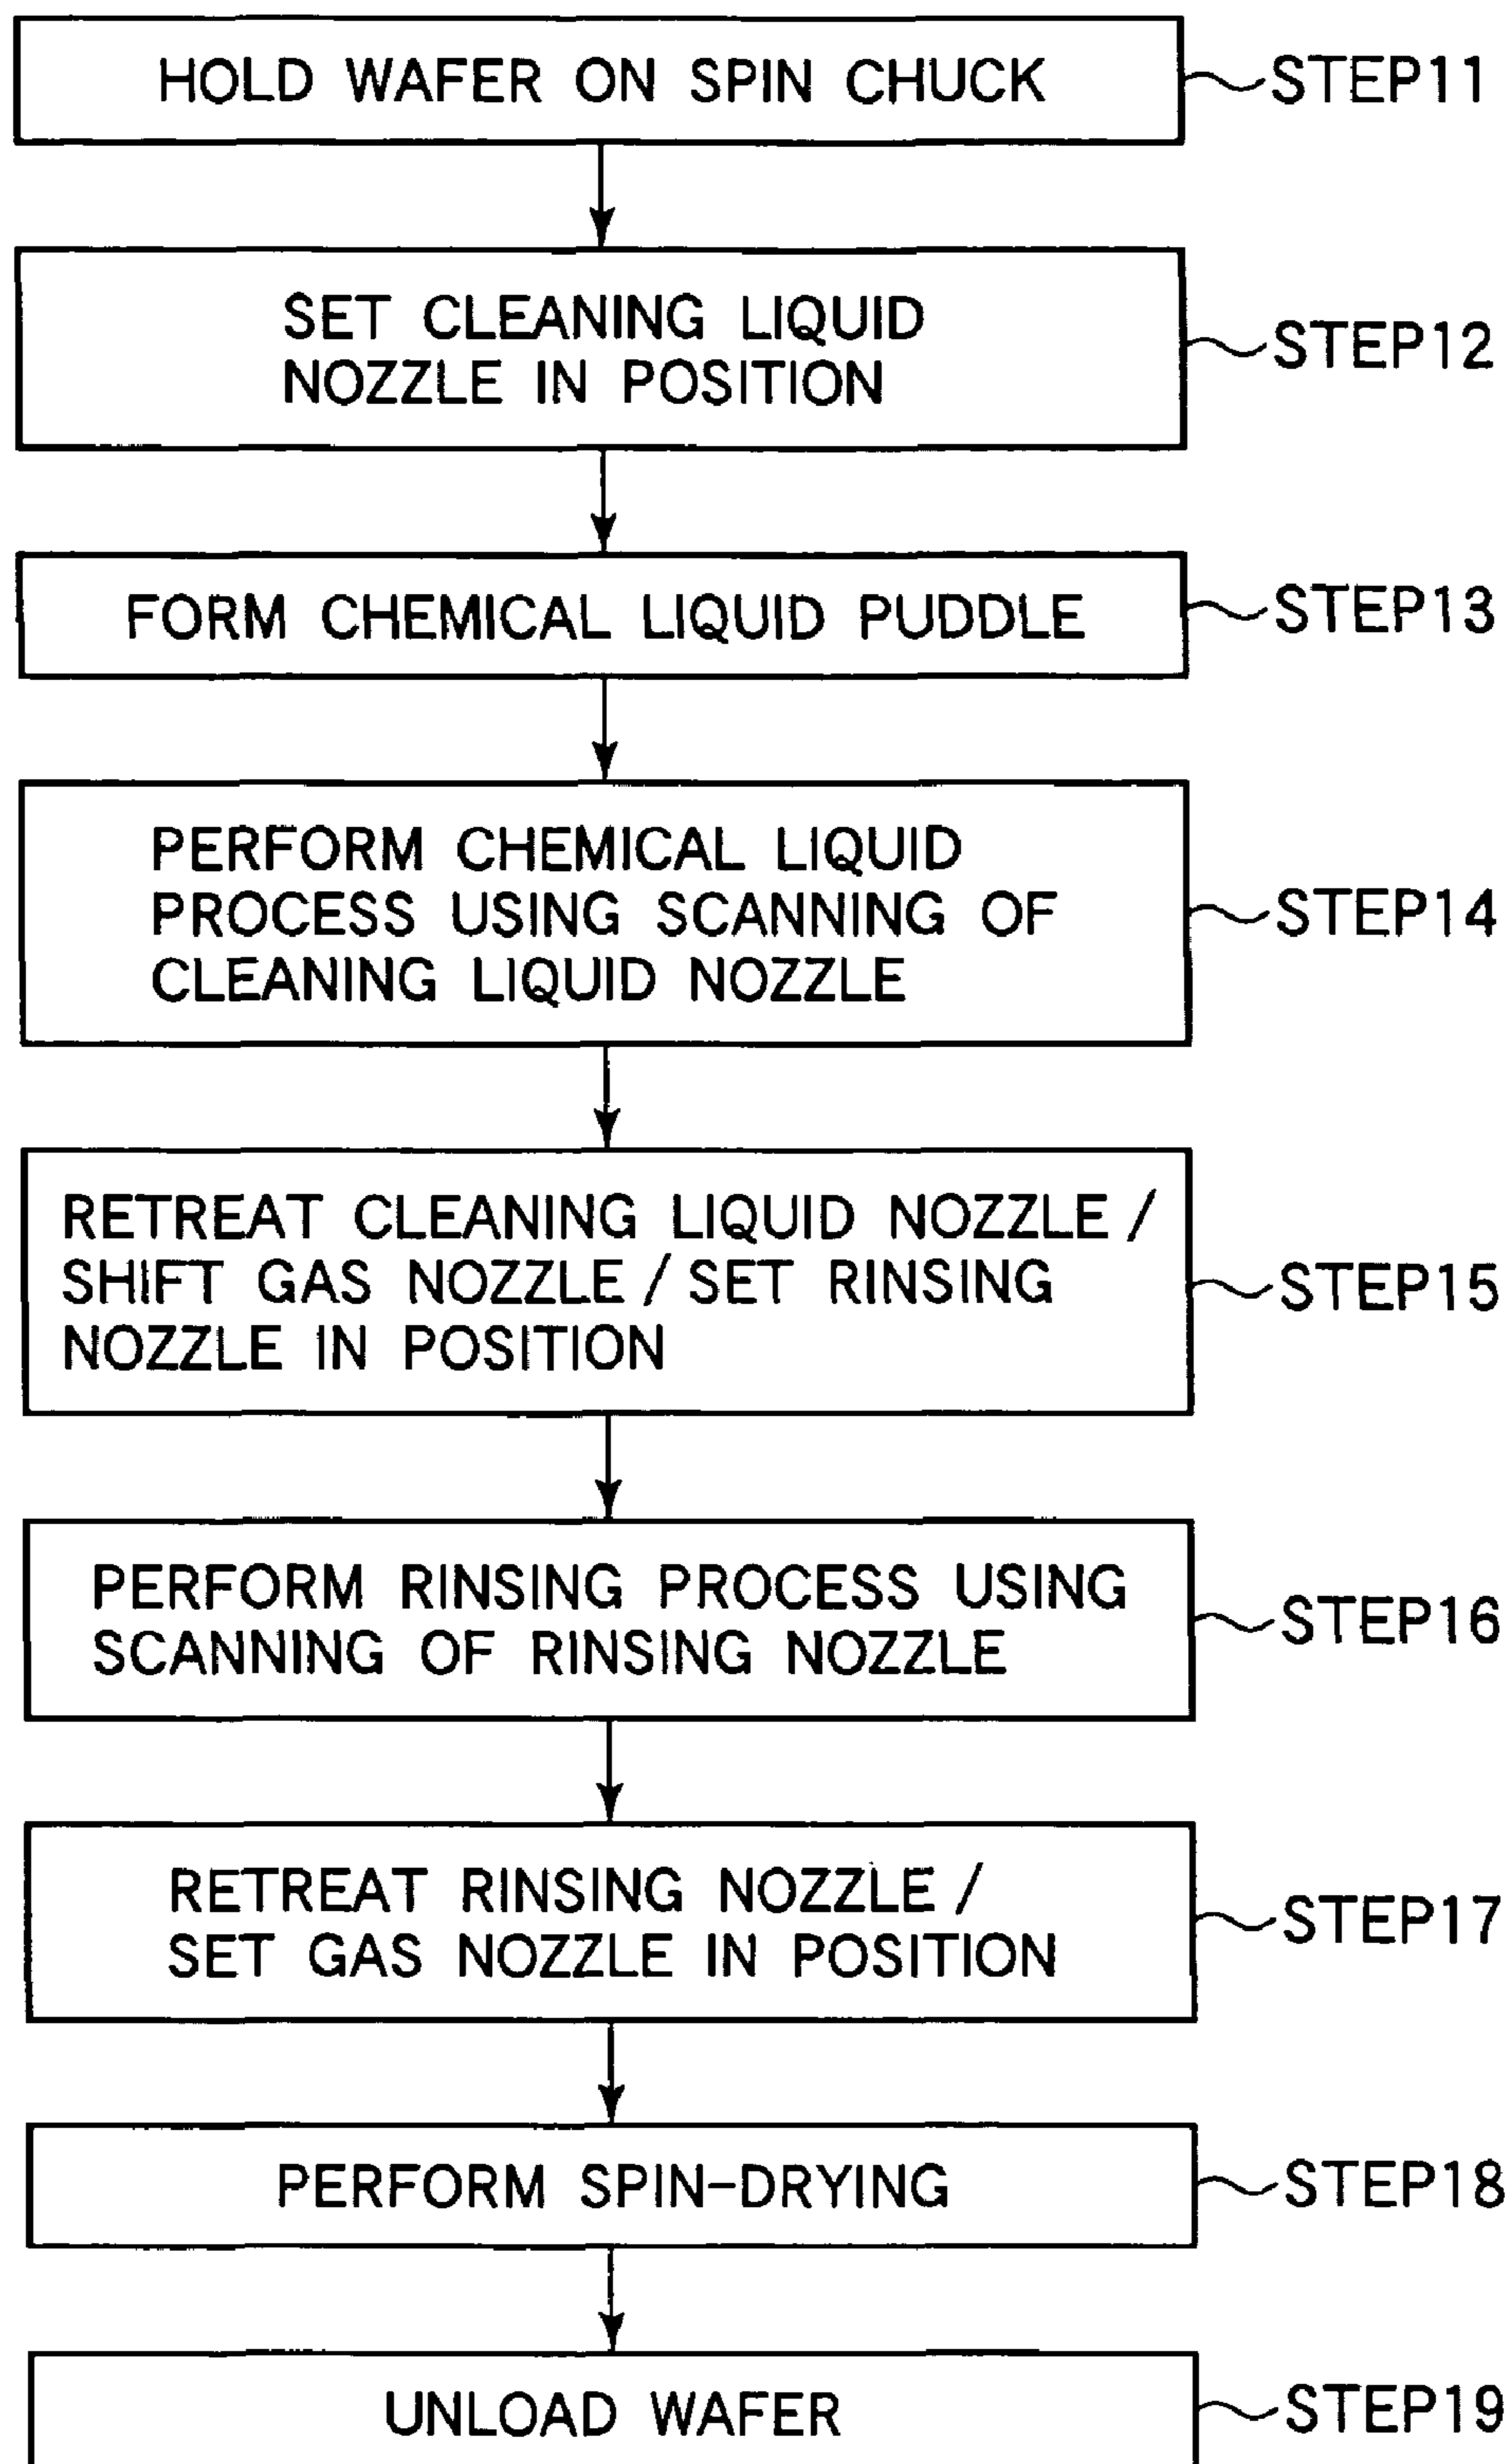 HOLD WAFER ON SPIN CHUCK
STEP11
SET CLEANING LIQUID
NOZZLE IN POSITION
STEP12
FORM CHEMICAL LIQUID PUDDLE
STEP13
PERFORM CHEMICAL LIQUID
PROCESS USING SCANNING OF
CLEANING LIQUID NOZZLE
STEP14
RETREAT CLEANING LIQUID NOZZLE /
SHIFT GAS NOZZLE / SET RINSING
NOZZLE IN POSITION
STEP15
PERFORM RINSING PROCESS USING
SCANNING OF RINSING NOZZLE
STEP16
RETREAT RINSING NOZZLE /
SET GAS NOZZLE IN POSITION
STEP17
PERFORM SPIN-DRYING
STEP18
UNLOAD WAFER
STEP19